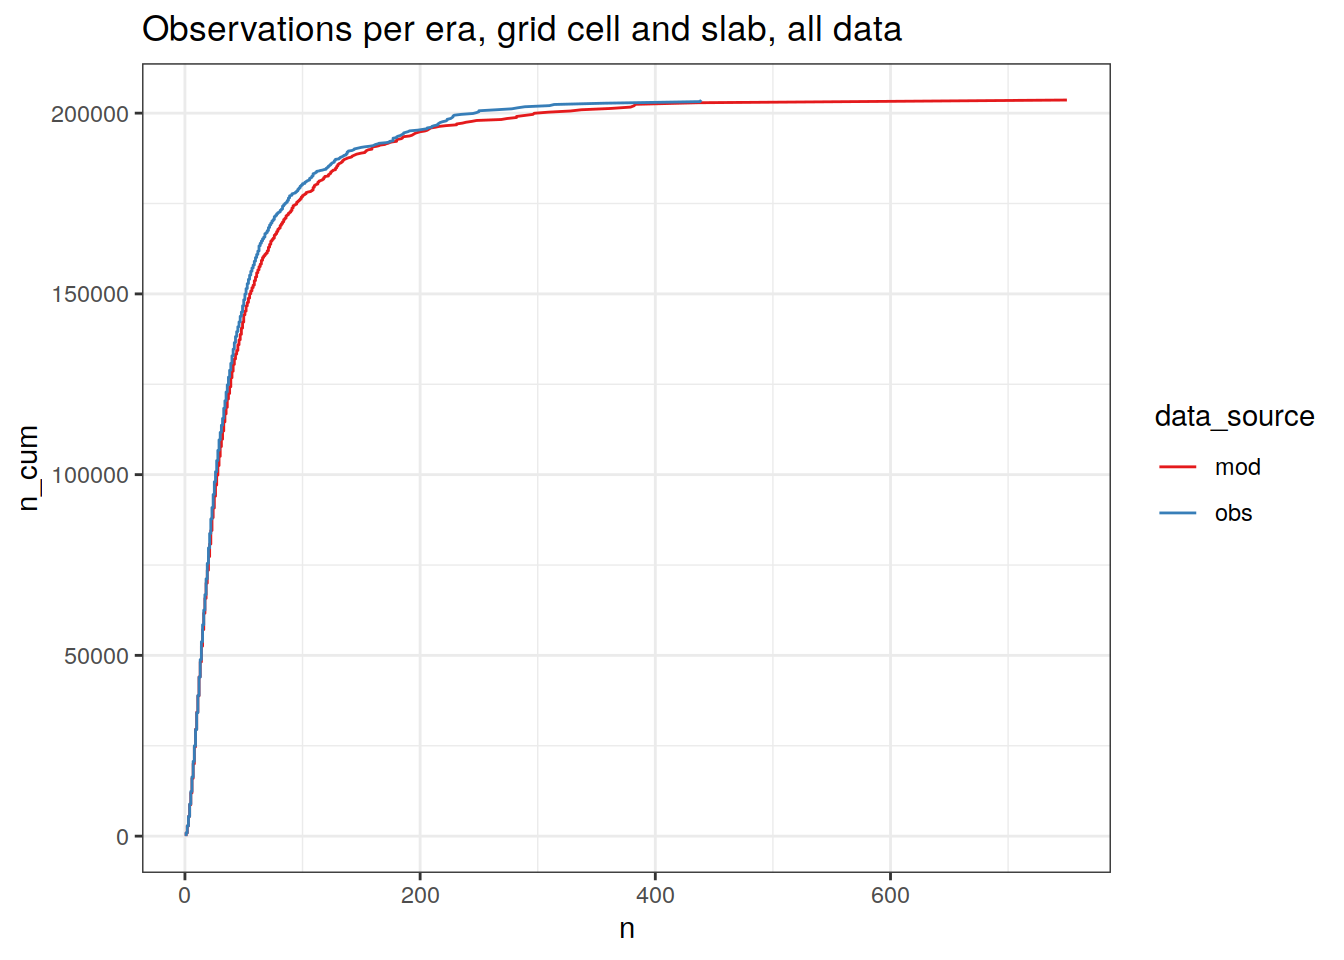 Observations per era, grid cell and slab, all data
200000
150000
100000
50000
0
n_cum
0 200 400 600
n
data_source
mod
obs